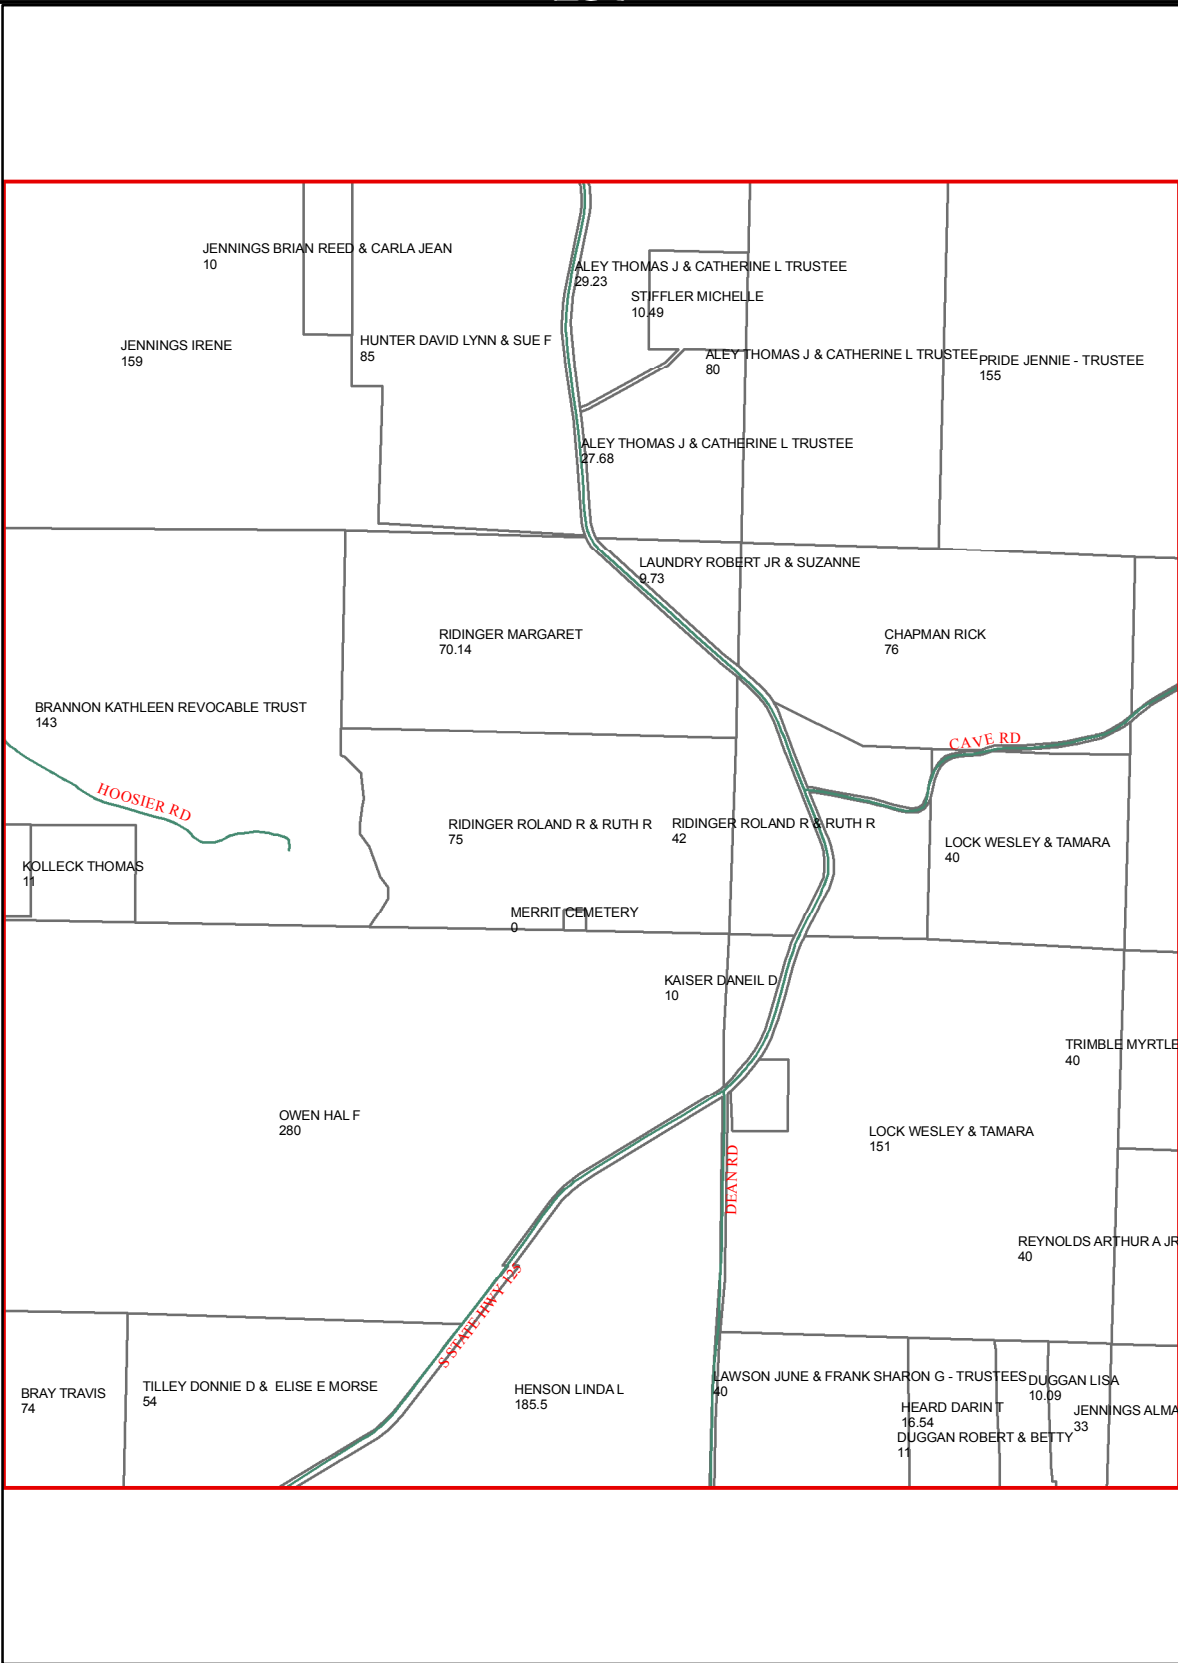 JENNINGS BRIAN REED & CARLA JEAN
10
ALEY THOMAS J & CATHERINE L TRUSTEE
29.23
STIFFLER MICHELLE
10.49
JENNINGS IRENE
159
HUNTER DAVID LYNN & SUE F
85
ALEY THOMAS J & CATHERINE L TRUSTEE
80
PRIDE JENNIE - TRUSTEE
155
ALEY THOMAS J & CATHERINE L TRUSTEE
27.68
LAUNDRY ROBERT JR & SUZANNE
9.73
RIDINGER MARGARET
70.14
CHAPMAN RICK
76
BRANNON KATHLEEN REVOCABLE TRUST
143
CAVE RD
HOOSIER RD
RIDINGER ROLAND R & RUTH R
75
RIDINGER ROLAND R & RUTH R
42
LOCK WESLEY & TAMARA
40
KOLLECK THOMAS
11
MERRIT CEMETERY
0
KAISER DANEIL D
10
TRIMBLE MYRTLE
40
OWEN HAL F
280
LOCK WESLEY & TAMARA
151
DEAN RD
REYNOLDS ARTHUR A JR
40
S STATE HWY 125
BRAY TRAVIS
74
TILLEY DONNIE D &  ELISE E MORSE
54
HENSON LINDA L
185.5
LAWSON JUNE & FRANK SHARON G - TRUSTEES
40
DUGGAN LISA
10.09
HEARD DARIN T
16.54
JENNINGS ALMA
33
DUGGAN ROBERT & BETTY
11